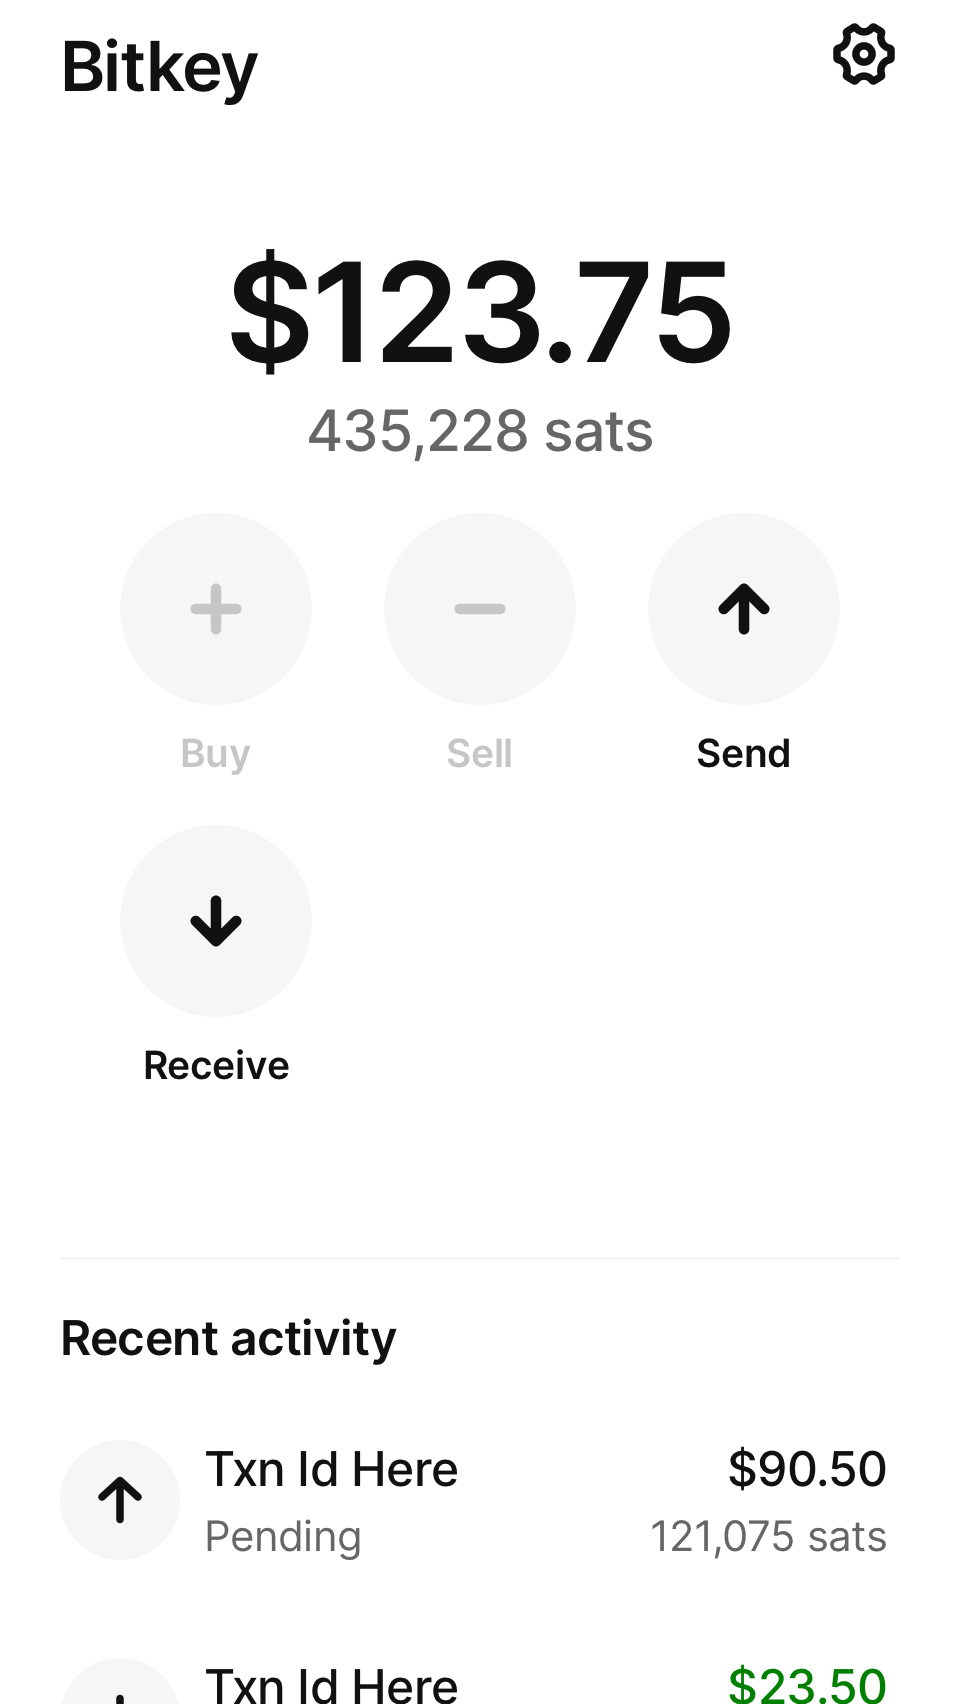 Bitkey
$123.75
435,228 sats
Buy Sell Send
Receive
Recent activity
Txn Id Here $90.50
Pending 121,075 sats
Txn Id Here $23.50